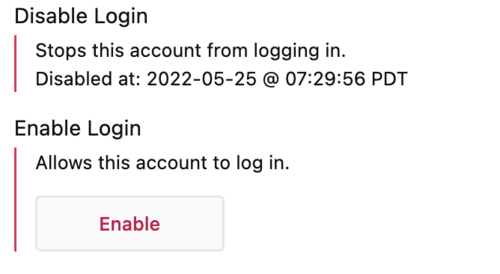 Disable Login
Stops this account from logging in.
Disabled at: 2022-05-25 @ 07:29:56 PDT
Enable Login
Allows this account to log in.
Enable